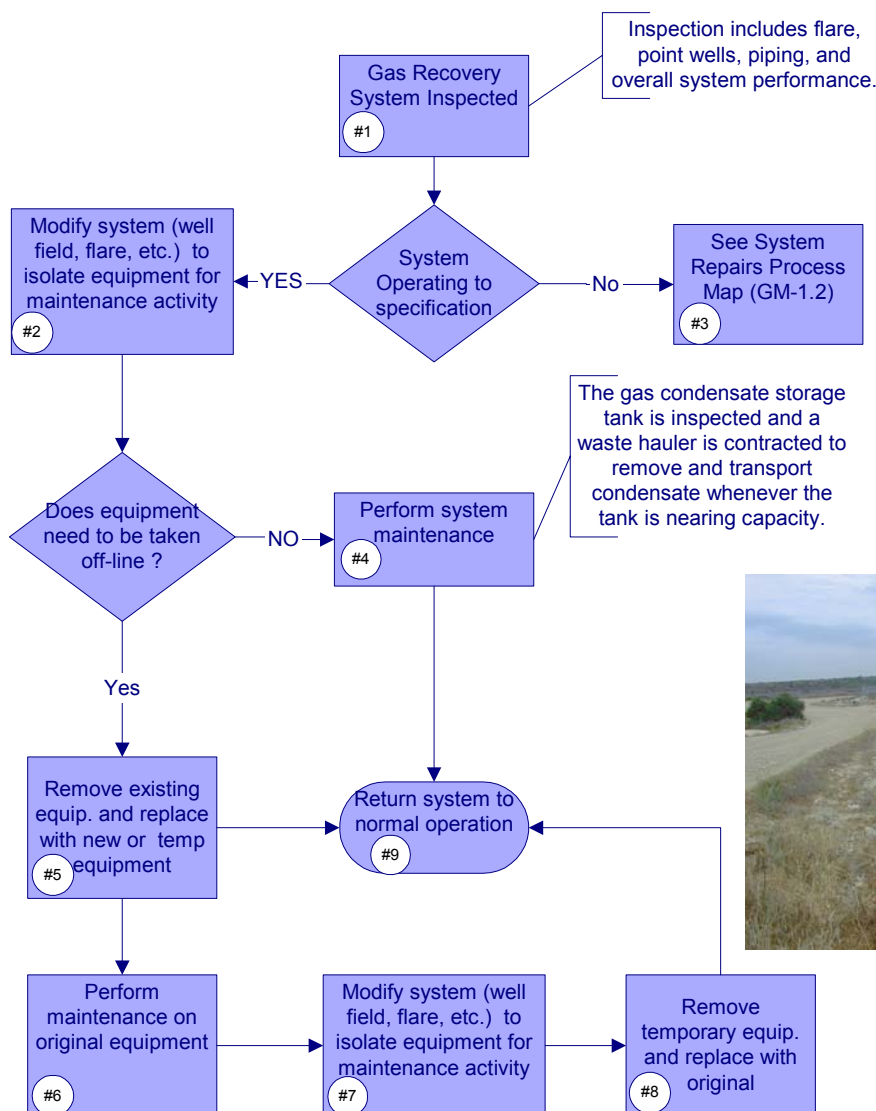 Inspection includes flare,
point wells, piping, and
overall system performance.
Gas Recovery
System Inspected
#1
Modify system (well
field, flare, etc.) to
isolate equipment for
maintenance activity
#2
System
Operating to
specification
YES
No
See System
Repairs Process
Map (GM-1.2)
#3
The gas condensate storage
tank is inspected and a
waste hauler is contracted to
remove and transport
condensate whenever the
tank is nearing capacity.
Does equipment
need to be taken
off-line ?
NO
Perform system
maintenance
#4
Yes
Remove existing
equip. and replace
with new or temp
equipment
#5
Return system to
normal operation
#9
Perform
maintenance on
original equipment
#6
Modify system (well
field, flare, etc.) to
isolate equipment for
maintenance activity
#7
Remove
temporary equip.
and replace with
original
#8